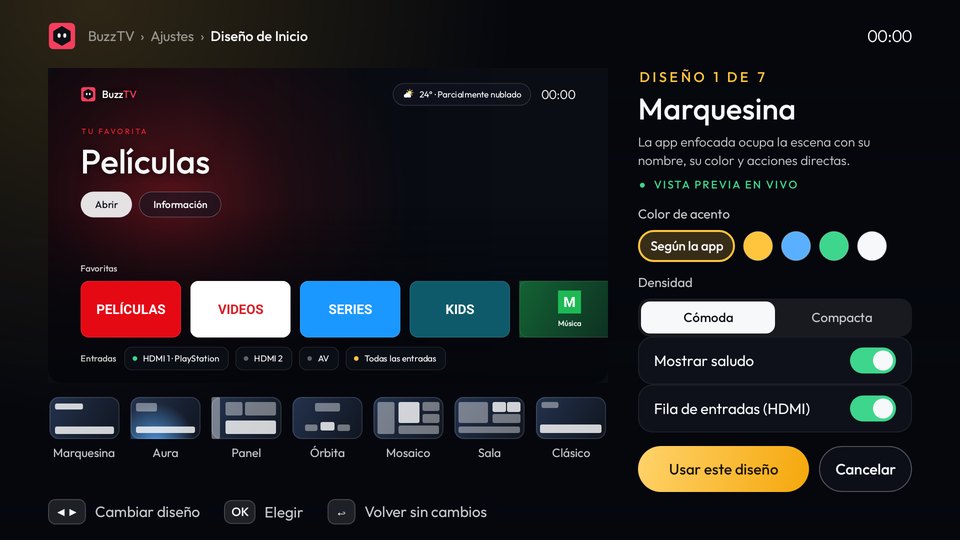 BuzzTV › Ajustes › Diseño de Inicio
00:00
BuzzTV
24° · Parcialmente nublado
00:00
TU FAVORITA
Películas
Abrir
Información
Favoritas
PELÍCULAS
VIDEOS
SERIES
KIDS
M
Música
Entradas
HDMI 1 · PlayStation
HDMI 2
AV
Todas las entradas
Marquesina
Aura
Panel
Órbita
Mosaico
Sala
Clásico
Cambiar diseño
OK
Elegir
Volver sin cambios
DISEÑO 1 DE 7
Marquesina
La app enfocada ocupa la escena con su
nombre, su color y acciones directas.
VISTA PREVIA EN VIVO
Color de acento
Según la app
Densidad
Cómoda
Compacta
Mostrar saludo
Fila de entradas (HDMI)
Usar este diseño
Cancelar